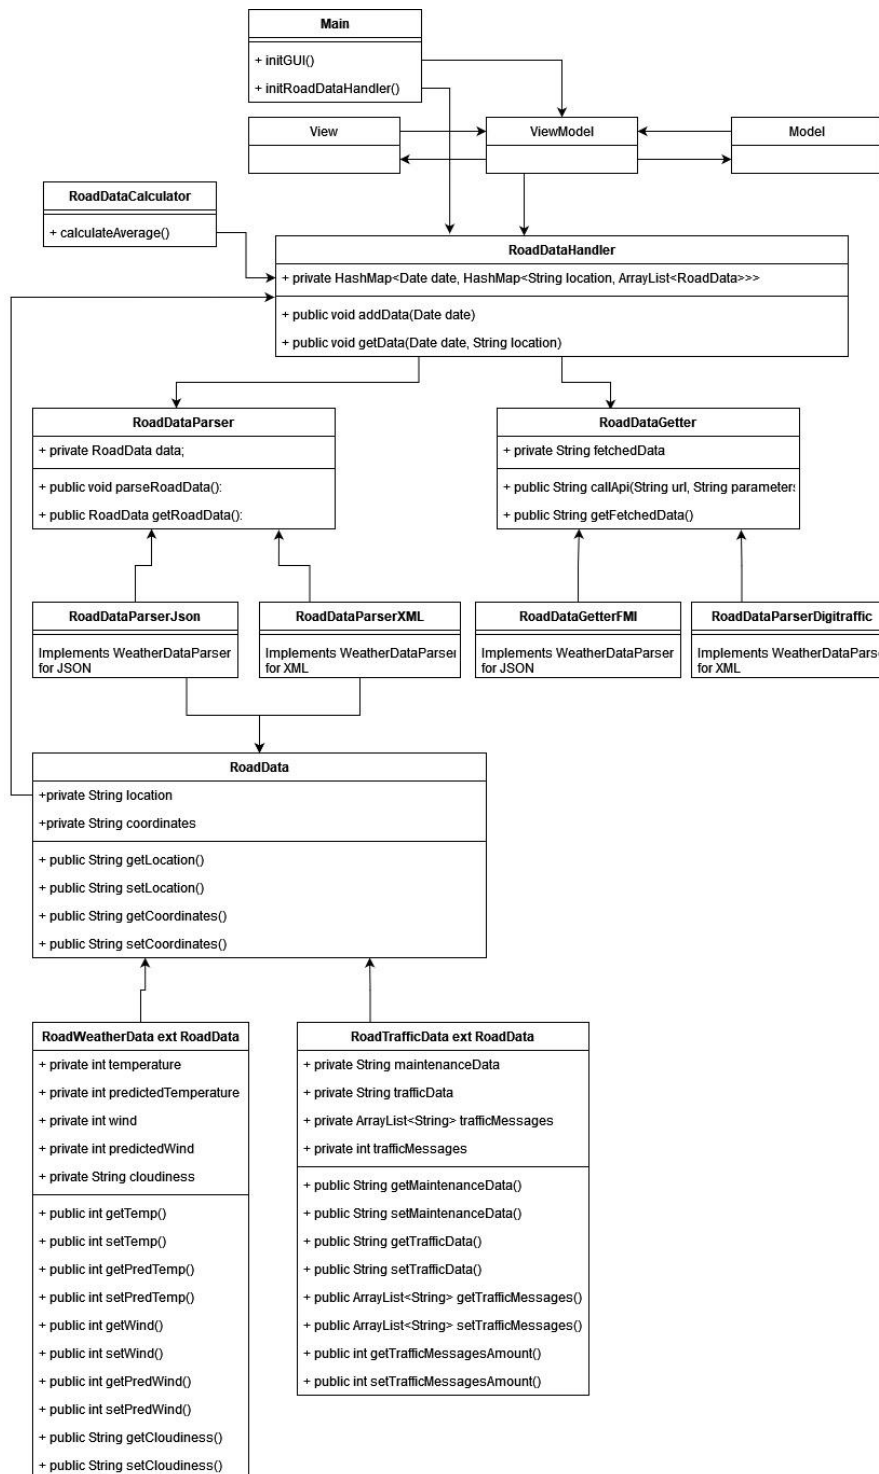 Main
+ initGUI()
+ initRoadDataHandler()
View
ViewModel
Model
RoadDataCalculator
+ calculateAverage()
RoadDataHandler
+ private HashMap<Date date, HashMap<String location, ArrayList<RoadData>>>
+ public void addData(Date date)
+ public void getData(Date date, String location)
RoadDataParser
+ private RoadData data;
+ public void parseRoadData():
+ public RoadData getRoadData():
RoadDataGetter
+ private String fetchedData
+ public String callApi(String url, String parameters
+ public String getFetchedData()
RoadDataParserJson
Implements WeatherDataParser
for JSON
RoadDataParserXML
Implements WeatherDataParser
for XML
RoadDataGetterFMI
Implements WeatherDataParser
for JSON
RoadDataParserDigitraffic
Implements WeatherDataParse
for XML
RoadData
+private String location
+private String coordinates
+ public String getLocation()
+ public String setLocation()
+ public String getCoordinates()
+ public String setCoordinates()
RoadWeatherData ext RoadData
+ private int temperature
+ private int predictedTemperature
+ private int wind
+ private int predictedWind
+ private String cloudiness
+ public int getTemp()
+ public int setTemp()
+ public int getPredTemp()
+ public int setPredTemp()
+ public int getWind()
+ public int setWind()
+ public int getPredWind()
+ public int setPredWind()
+ public String getCloudiness()
+ public String setCloudiness()
RoadTrafficData ext RoadData
+ private String maintenanceData
+ private String trafficData
+ private ArrayList<String> trafficMessages
+ private int trafficMessages
+ public String getMaintenanceData()
+ public String setMaintenanceData()
+ public String getTrafficData()
+ public String setTrafficData()
+ public ArrayList<String> getTrafficMessages()
+ public ArrayList<String> setTrafficMessages()
+ public int getTrafficMessagesAmount()
+ public int setTrafficMessagesAmount()